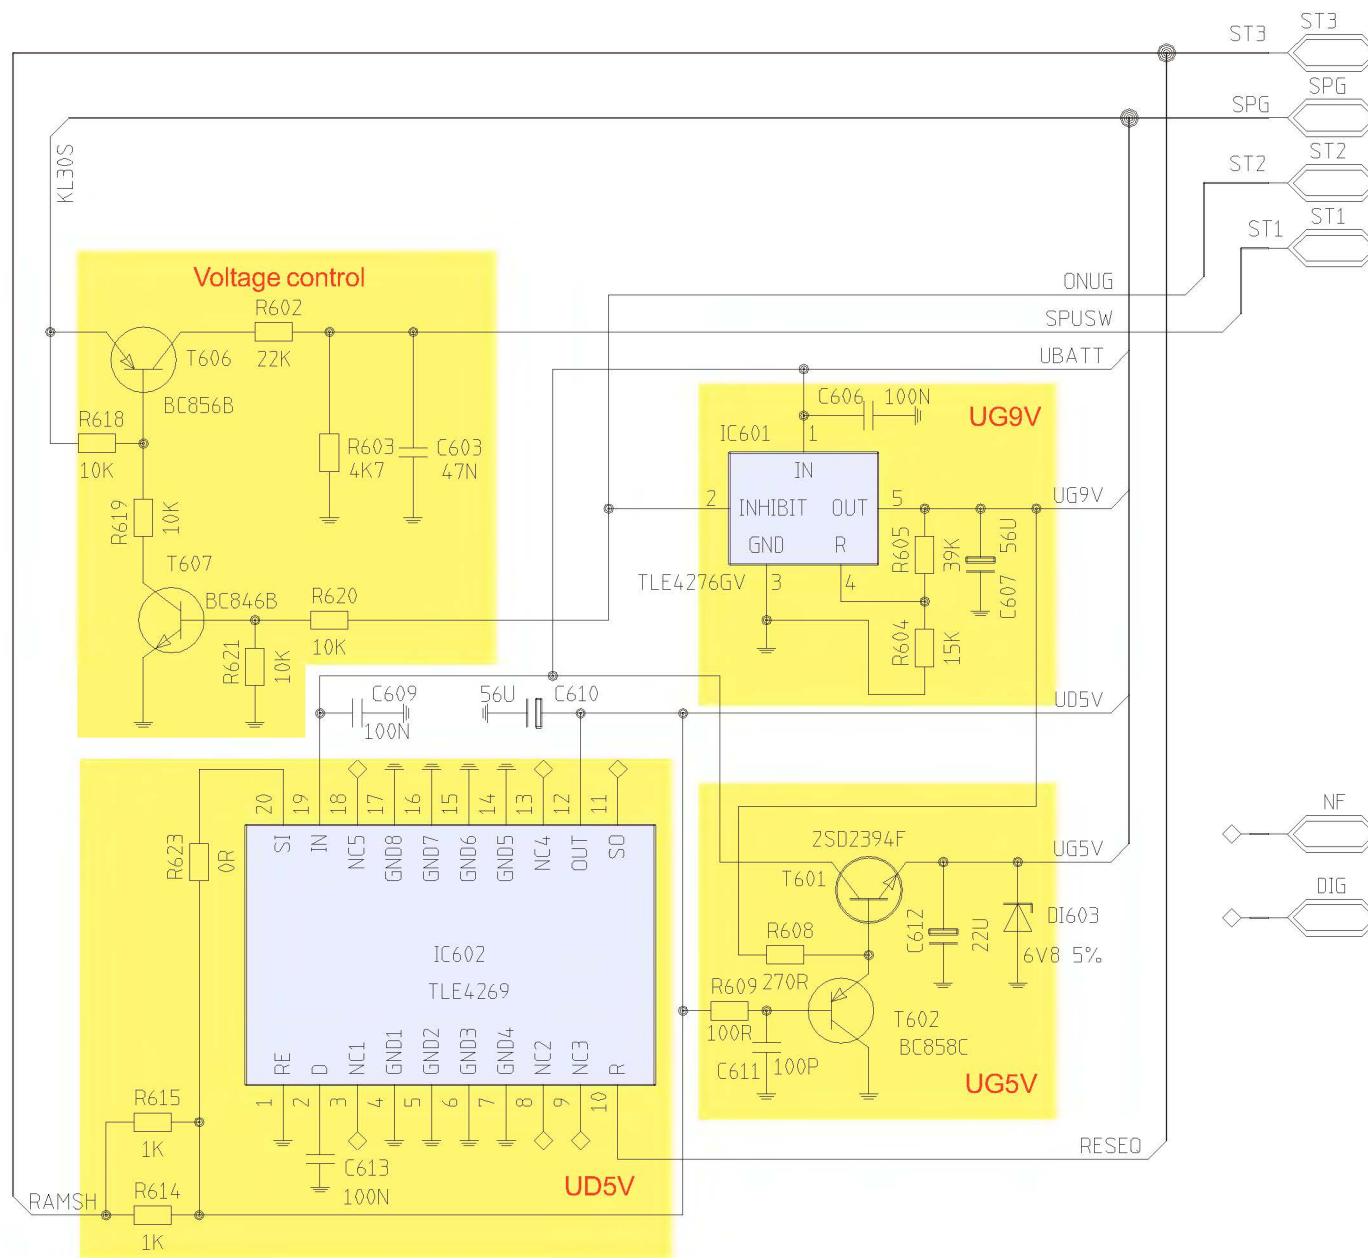 ST3
ST3
SPG
SPG
ST2
ST2
ST1
ST1
KL30S
Voltage control
ONUG
SPUSW
UBATT
R602
22K
T606
BC856B
R618
10K
R603
4K7
C603
47N
R619
10K
T607
BC846B
R620
10K
R621
10K
C606
100N
UG9V
IC601
1
IN
2
INHIBIT
OUT
5
UG9V
GND
R
TLE4276GV
3
4
R605
39K
56U
C607
R604
15K
C609
100N
56U
C610
UD5V
20
19
18
17
16
15
14
13
12
11
SI
IN
NC5
GND8
GND7
GND6
GND5
NC4
OUT
SO
R623
0R
IC602
TLE4269
RE
D
NC1
GND1
GND2
GND3
GND4
NC2
NC3
R
1
2
3
4
5
6
7
8
9
10
2SD2394F
T601
UG5V
C612
22U
DI603
6V8 5%
R608
270R
R609
100R
T602
BC858C
C611
100P
UG5V
NF
DIG
R615
1K
C613
100N
UD5V
RESEQ
RAMSH
R614
1K